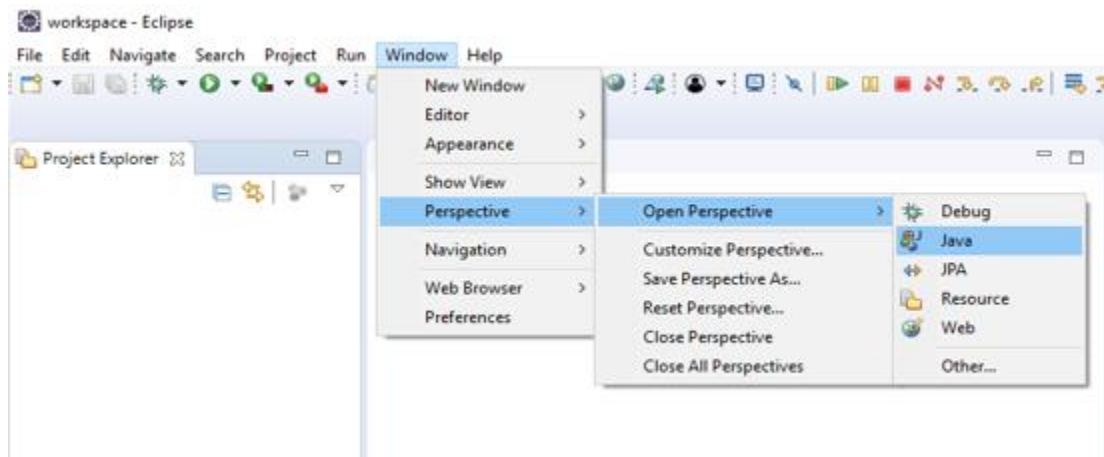 workspace - Eclipse
File Edit Navigate Search Project Run Window Help
Project Explorer
New Window
Editor
Appearance
Show View
Perspective
Navigation
Web Browser
Preferences
Open Perspective
Customize Perspective...
Save Perspective As...
Reset Perspective...
Close Perspective
Close All Perspectives
Debug
Java
JPA
Resource
Web
Other...